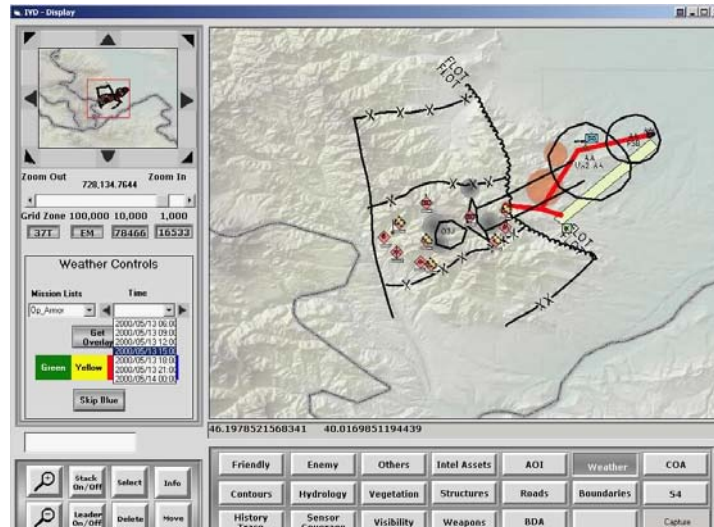 IVD - Display
Zoom Out Zoom In
728,134.7644
Grid Zone 100,000 10,000 1,000
37T EM 78466 16533
Weather Controls
Mission Lists Time
Op_Armor
2000/05/13 06:00
2000/05/13 09:00
Get
Overlay
2000/05/13 12:00
2000/05/13 15:00
2000/05/13 18:00
2000/05/13 21:00
2000/05/14 00:00
Green Yellow
Skip Blue
FLOT
FLOT
AA
AA
OBJ
FLOT
46.1978521568341 40.0169851194439
Stack
On/Off
Select
Info
Leader
On/Off
Delete
Move
Friendly Enemy Others Intel Assets AOI Weather COA
Contours Hydrology Vegetation Structures Roads Boundaries S4
History
Trace
Sensor
Coverage
Visibility Weapons BDA Capture